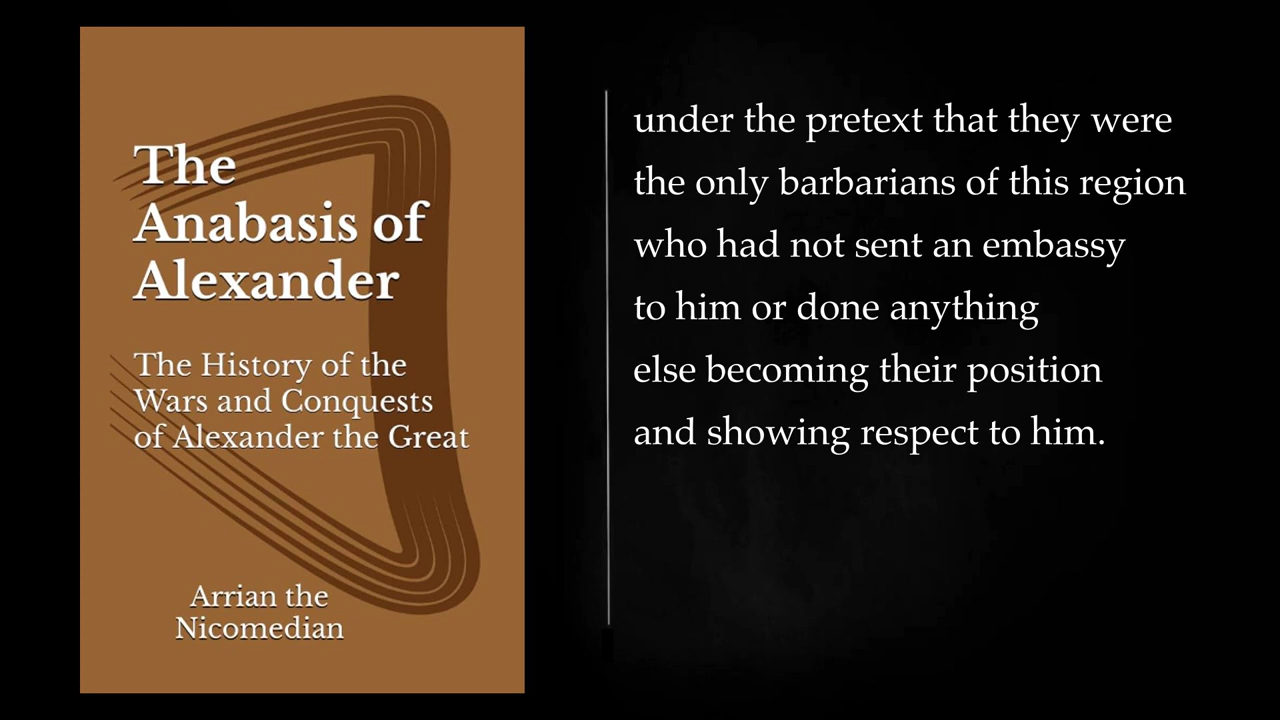 The
Anabasis of
Alexander
The History of the
Wars and Conquests
of Alexander the Great
Arrian the
Nicomedian
under the pretext that they were
the only barbarians of this region
who had not sent an embassy
to him or done anything
else becoming their position
and showing respect to him.